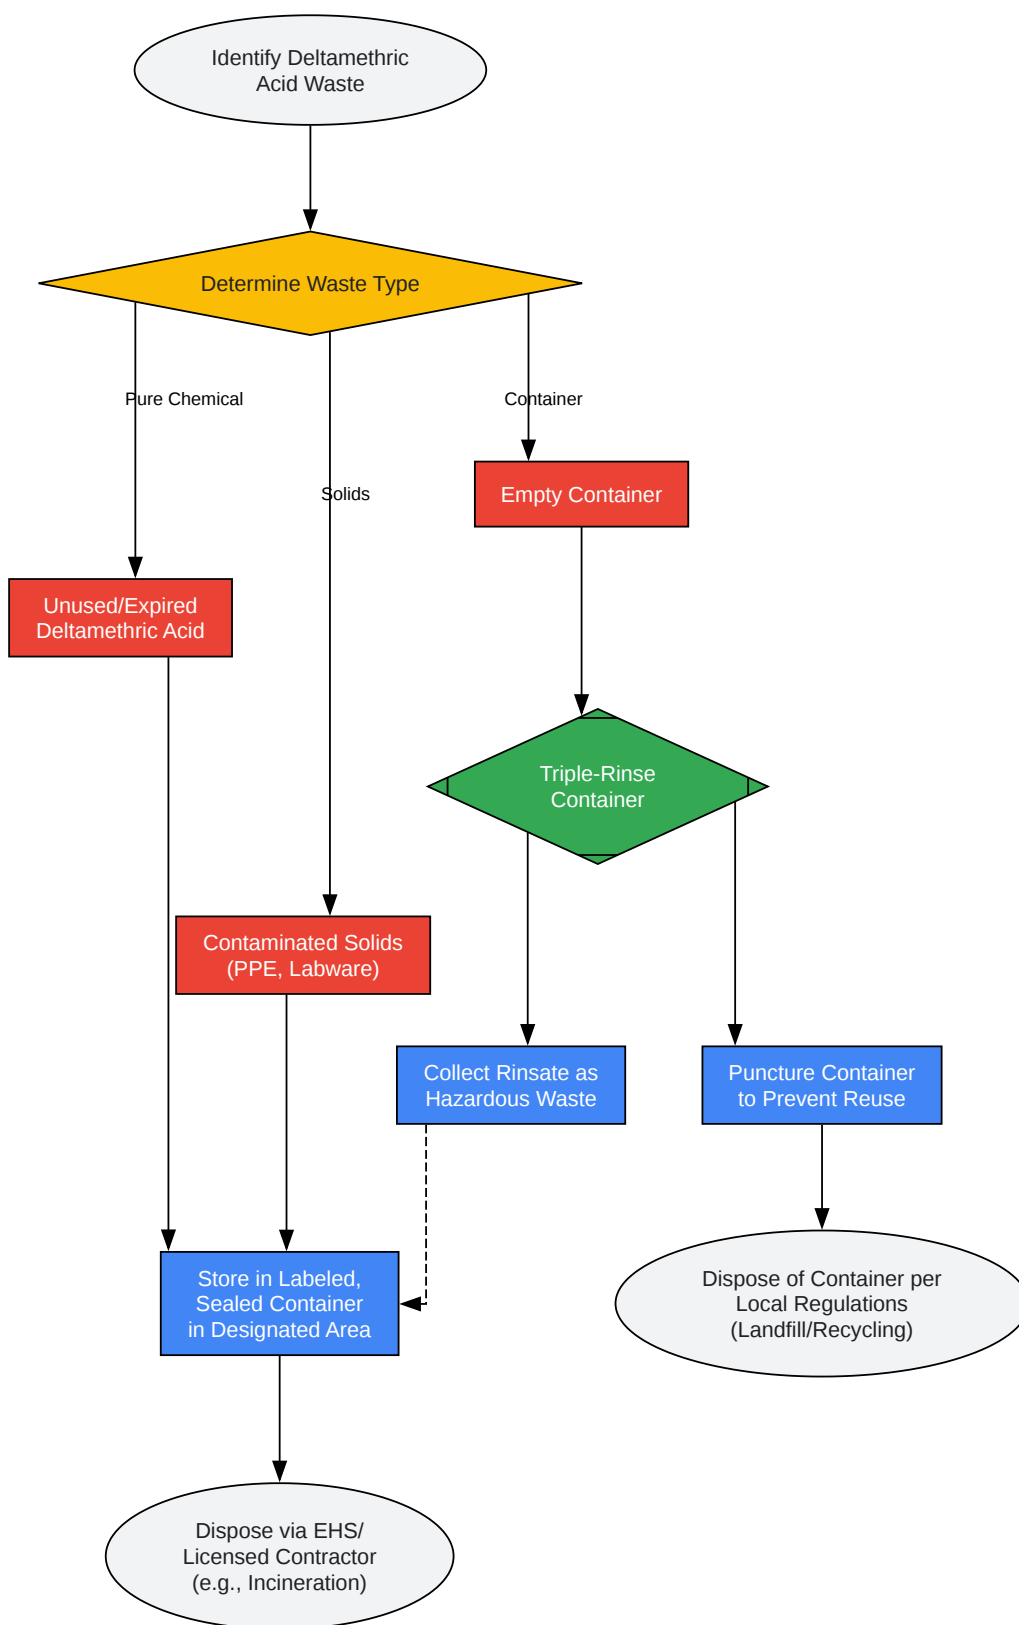 Identify Deltamethric
Acid Waste
Determine Waste Type
Pure Chemical
Container
Solids
Empty Container
Unused/Expired
Deltamethric Acid
Triple-Rinse
Container
Contaminated Solids
(PPE, Labware)
Collect Rinsate as
Hazardous Waste
Puncture Container
to Prevent Reuse
Store in Labeled,
Sealed Container
in Designated Area
Dispose of Container per
Local Regulations
(Landfill/Recycling)
Dispose via EHS/
Licensed Contractor
(e.g., Incineration)